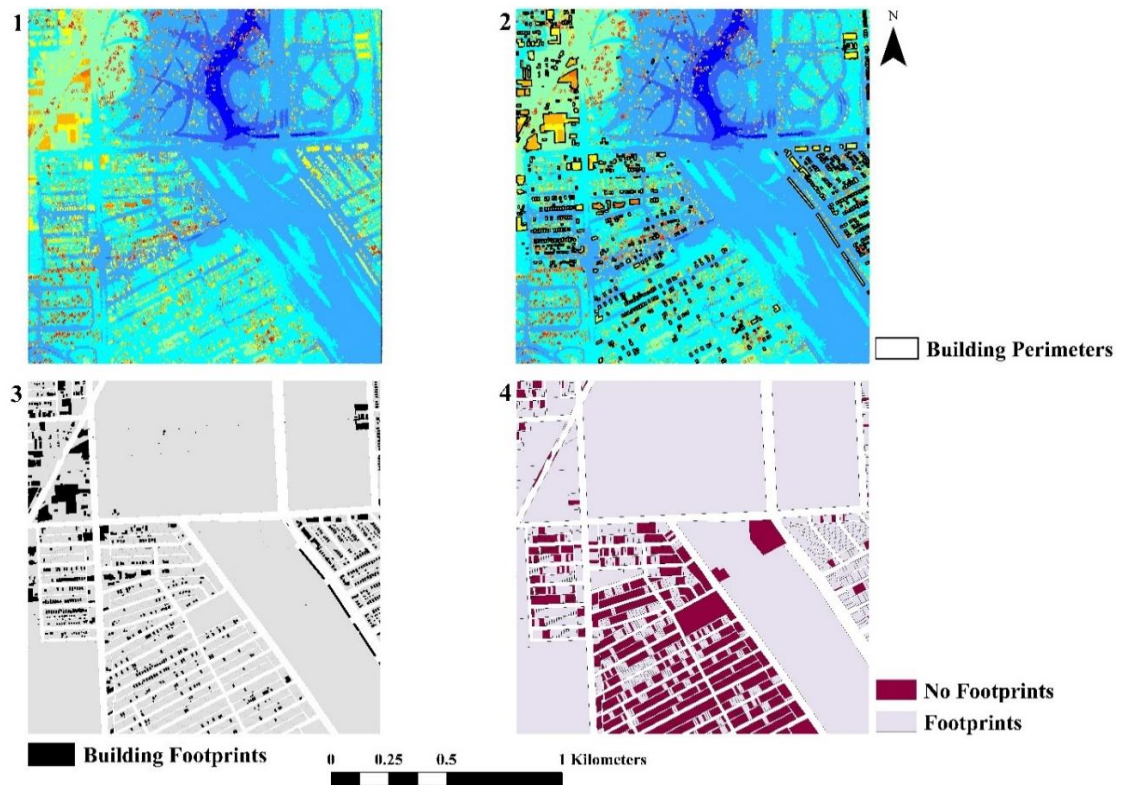 1
2
N
Building Perimeters
3
4
No Footprints
Footprints
Building Footprints
0 0.25 0.5 1 Kilometers